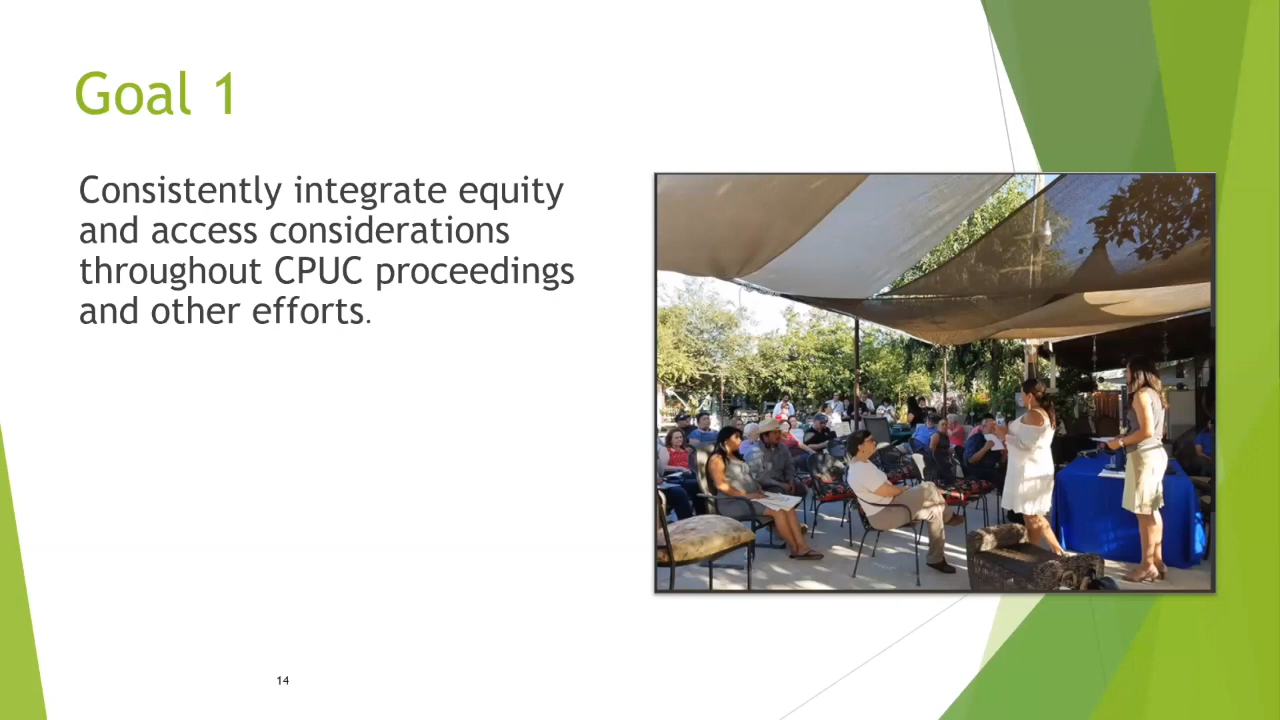 Goal 1
Consistently integrate equity
and access considerations
throughout CPUC proceedings
and other efforts.
14